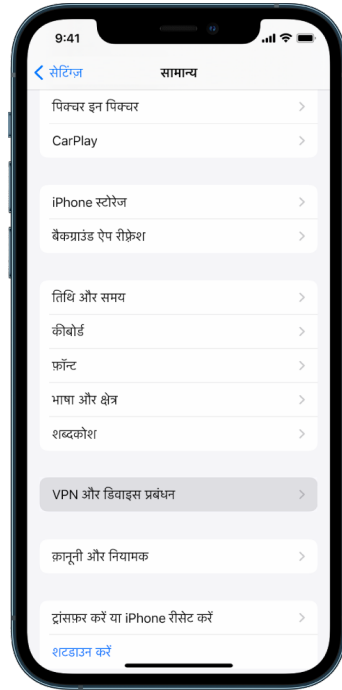 9:41
सेटिंग्ज़
सामान्य
पिक्चर इन पिक्चर
CarPlay
iPhone स्टोरेज
बैकग्राउंड ऐप रीफ़्रेश
तिथि और समय
कीबोर्ड
फ़ॉन्ट
भाषा और क्षेत्र
शब्दकोश
VPN और डिवाइस प्रबंधन
क़ानूनी और नियामक
ट्रांसफ़र करें या iPhone रीसेट करें
शटडाउन करें